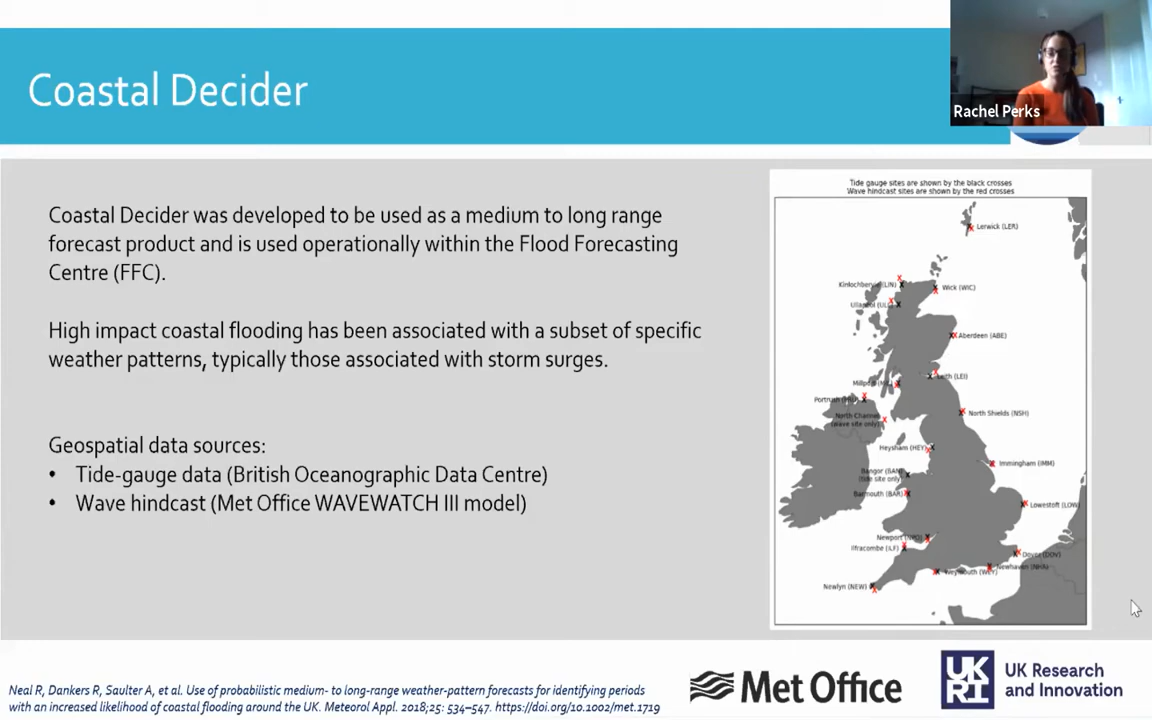 Coastal Decider
Rachel Perks
Coastal Decider was developed to be used as a medium to long range
forecast product and is used operationally within the Flood Forecasting
Centre (FFC).
High impact coastal flooding has been associated with a subset of specific
weather patterns, typically those associated with storm surges.
Geospatial data sources:
• Tide-gauge data (British Oceanographic Data Centre)
• Wave hindcast (Met Office WAVEWATCH III model)
Tide gauge sites are shown by the black crosses
Wave hindcast sites are shown by the red crosses
Lerwick (LER)
Kinlochbervie (LIN)
Wick (WIC)
Aberdeen (ABE)
Leith (LEI)
North Channel
(wave site only)
North Shields (NSH)
Heysham (HEY)
Immingham (IMM)
Bangor (BAN)
(tide site only)
Barmouth (BAR)
Lowestoft (LOW)
Newport (NPO)
Ilfracombe (ILF)
Dover (DOV)
Newhaven (NHA)
Weymouth (WEY)
Newlyn (NEW)
Neal R, Dankers R, Saulter A, et al. Use of probabilistic medium- to long-range weather-pattern forecasts for identifying periods
with an increased likelihood of coastal flooding around the UK. Meteorol Appl. 2018;25: 534–547. https://doi.org/10.1002/met.1719
Met Office
UK
RI
UK Research
and Innovation